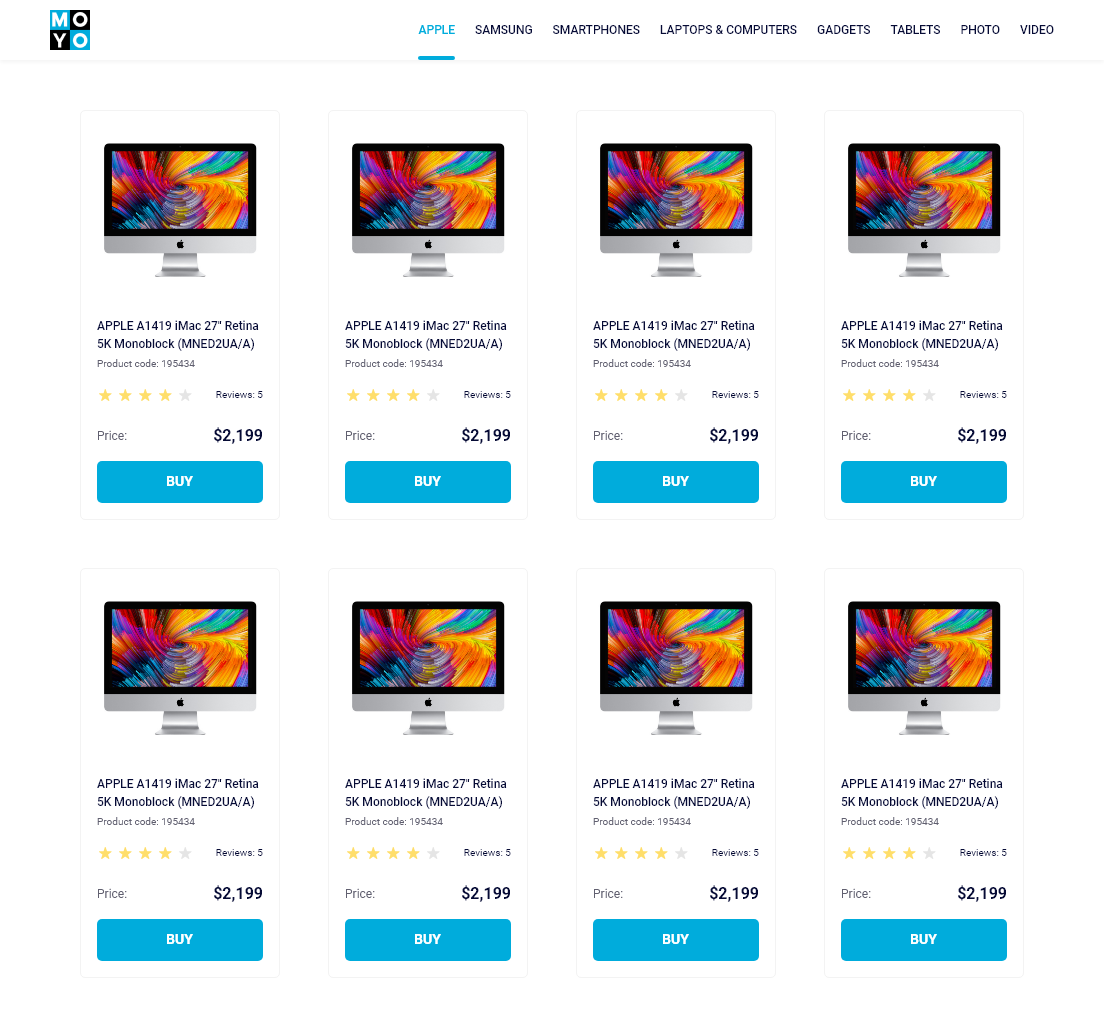 MO
YO
APPLE SAMSUNG SMARTPHONES LAPTOPS & COMPUTERS GADGETS TABLETS PHOTO VIDEO
APPLE A1419 iMac 27" Retina
5K Monoblock (MNED2UA/A)
Product code: 195434
Reviews: 5
Price: $2,199
BUY
APPLE A1419 iMac 27" Retina
5K Monoblock (MNED2UA/A)
Product code: 195434
Reviews: 5
Price: $2,199
BUY
APPLE A1419 iMac 27" Retina
5K Monoblock (MNED2UA/A)
Product code: 195434
Reviews: 5
Price: $2,199
BUY
APPLE A1419 iMac 27" Retina
5K Monoblock (MNED2UA/A)
Product code: 195434
Reviews: 5
Price: $2,199
BUY
APPLE A1419 iMac 27" Retina
5K Monoblock (MNED2UA/A)
Product code: 195434
Reviews: 5
Price: $2,199
BUY
APPLE A1419 iMac 27" Retina
5K Monoblock (MNED2UA/A)
Product code: 195434
Reviews: 5
Price: $2,199
BUY
APPLE A1419 iMac 27" Retina
5K Monoblock (MNED2UA/A)
Product code: 195434
Reviews: 5
Price: $2,199
BUY
APPLE A1419 iMac 27" Retina
5K Monoblock (MNED2UA/A)
Product code: 195434
Reviews: 5
Price: $2,199
BUY